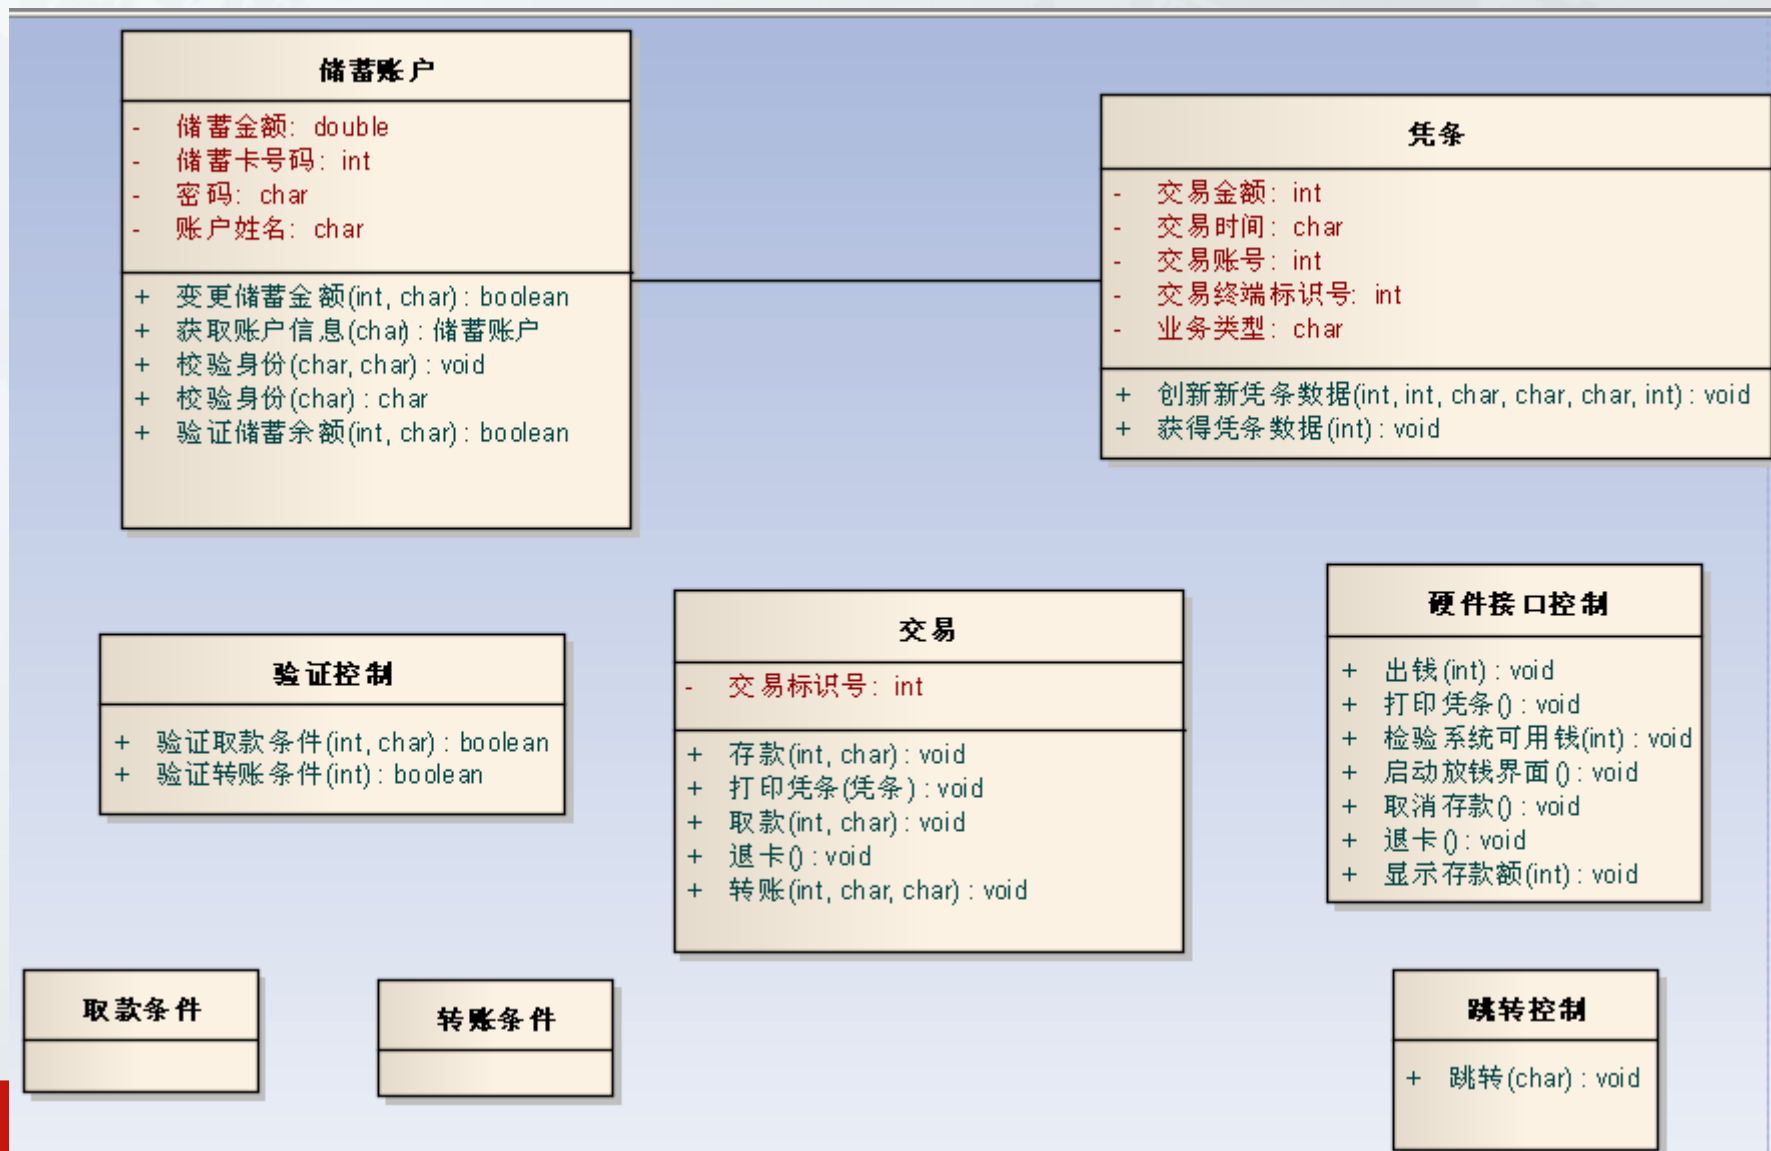 储蓄账户
- 储蓄金额: double
- 储蓄卡号码: int
- 密码: char
- 账户姓名: char
+ 变更储蓄金额(int, char) : boolean
+ 获取账户信息(char) : 储蓄账户
+ 校验身份(char, char) : void
+ 校验身份(char) : char
+ 验证储蓄余额(int, char) : boolean
凭条
- 交易金额: int
- 交易时间: char
- 交易账号: int
- 交易终端标识号: int
- 业务类型: char
+ 创新新凭条数据(int, int, char, char, char, int) : void
+ 获得凭条数据(int) : void
验证控制
+ 验证取款条件(int, char) : boolean
+ 验证转账条件(int) : boolean
交易
- 交易标识号: int
+ 存款(int, char) : void
+ 打印凭条(凭条) : void
+ 取款(int, char) : void
+ 退卡() : void
+ 转账(int, char, char) : void
硬件接口控制
+ 出钱(int) : void
+ 打印凭条() : void
+ 检验系统可用钱(int) : void
+ 启动放钱界面() : void
+ 取消存款() : void
+ 退卡() : void
+ 显示存款额(int) : void
取款条件
转账条件
跳转控制
+ 跳转(char) : void